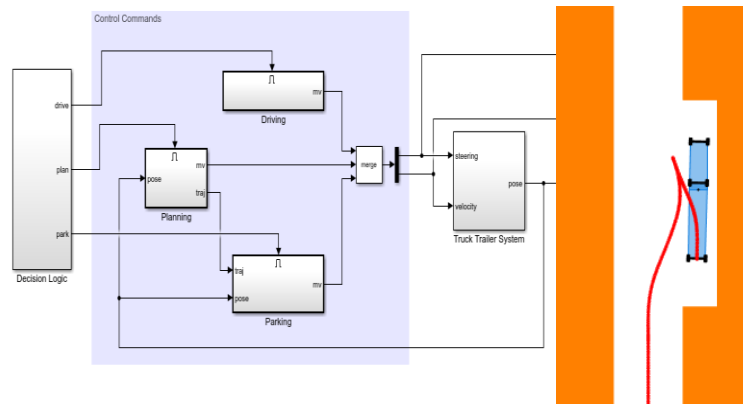 Control Commands
drive
plan
park
Decision Logic
mv
Driving
pose
mv
traj
Planning
traj
pose
mv
Parking
merge
steering
velocity
pose
Truck Trailer System